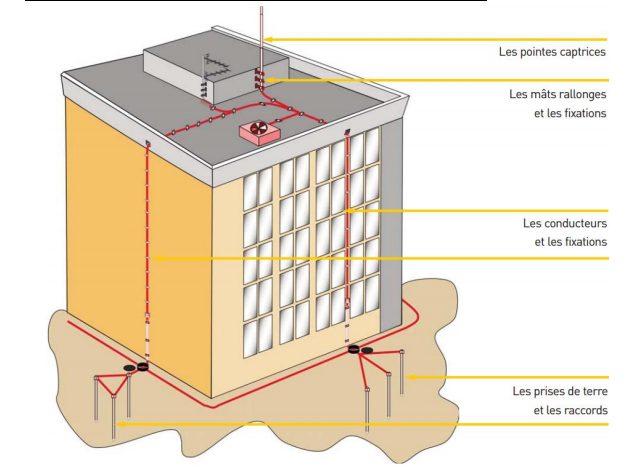 Les pointes captrices
Les mâts rallonges
et les fixations
Les conducteurs
et les fixations
Les prises de terre
et les raccords